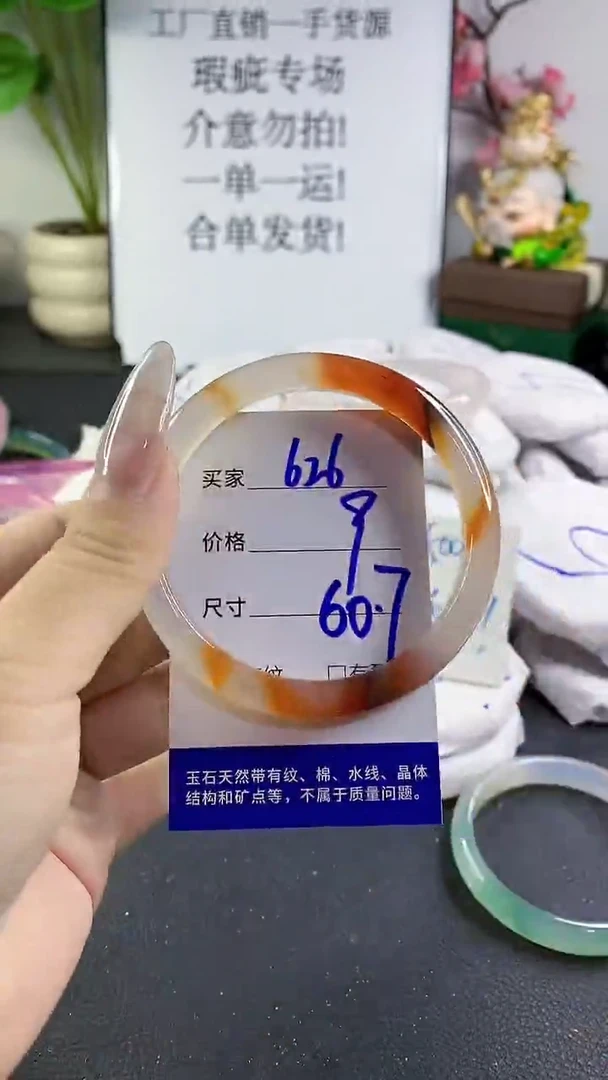 工厂直销一手货源
瑕疵专场
介意勿拍!
一单一运!
合单发货!
买家 626
价格 9
尺寸 60.7
纹 □有
玉石天然带有纹、棉、水线、晶体
结构和矿点等，不属于质量问题。